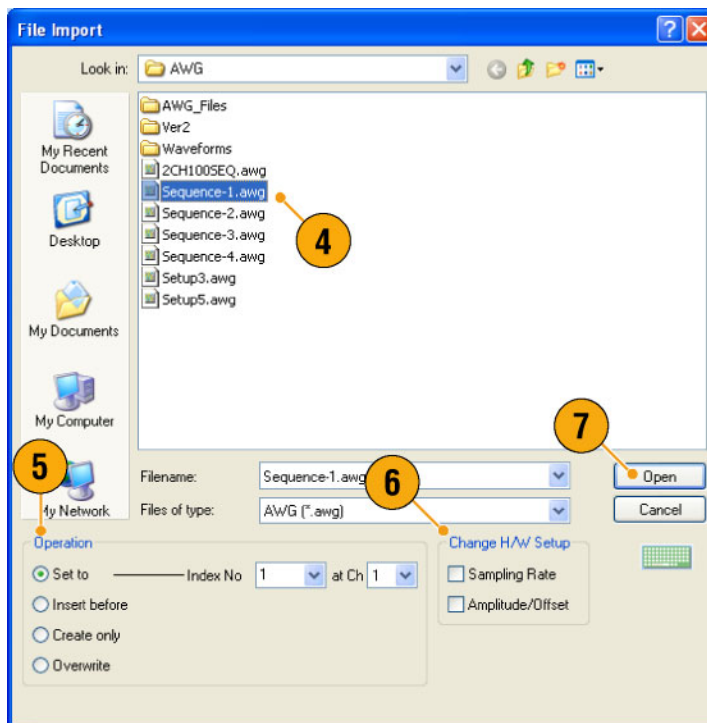 File Import
Look in: AWG
My Recent Documents
Desktop
My Documents
My Computer
My Network
AWG_Files
Ver2
Waveforms
2CH100SEQ.awg
Sequence-1.awg
Sequence-2.awg
Sequence-3.awg
Sequence-4.awg
Setup3.awg
Setup5.awg
4
5
6
7
Filename: Sequence-1.awg Open
Files of type: AWG (*.awg) Cancel
Operation
Set to Index No 1 at Ch 1
Insert before
Create only
Overwrite
Change H/W Setup
Sampling Rate
Amplitude/Offset